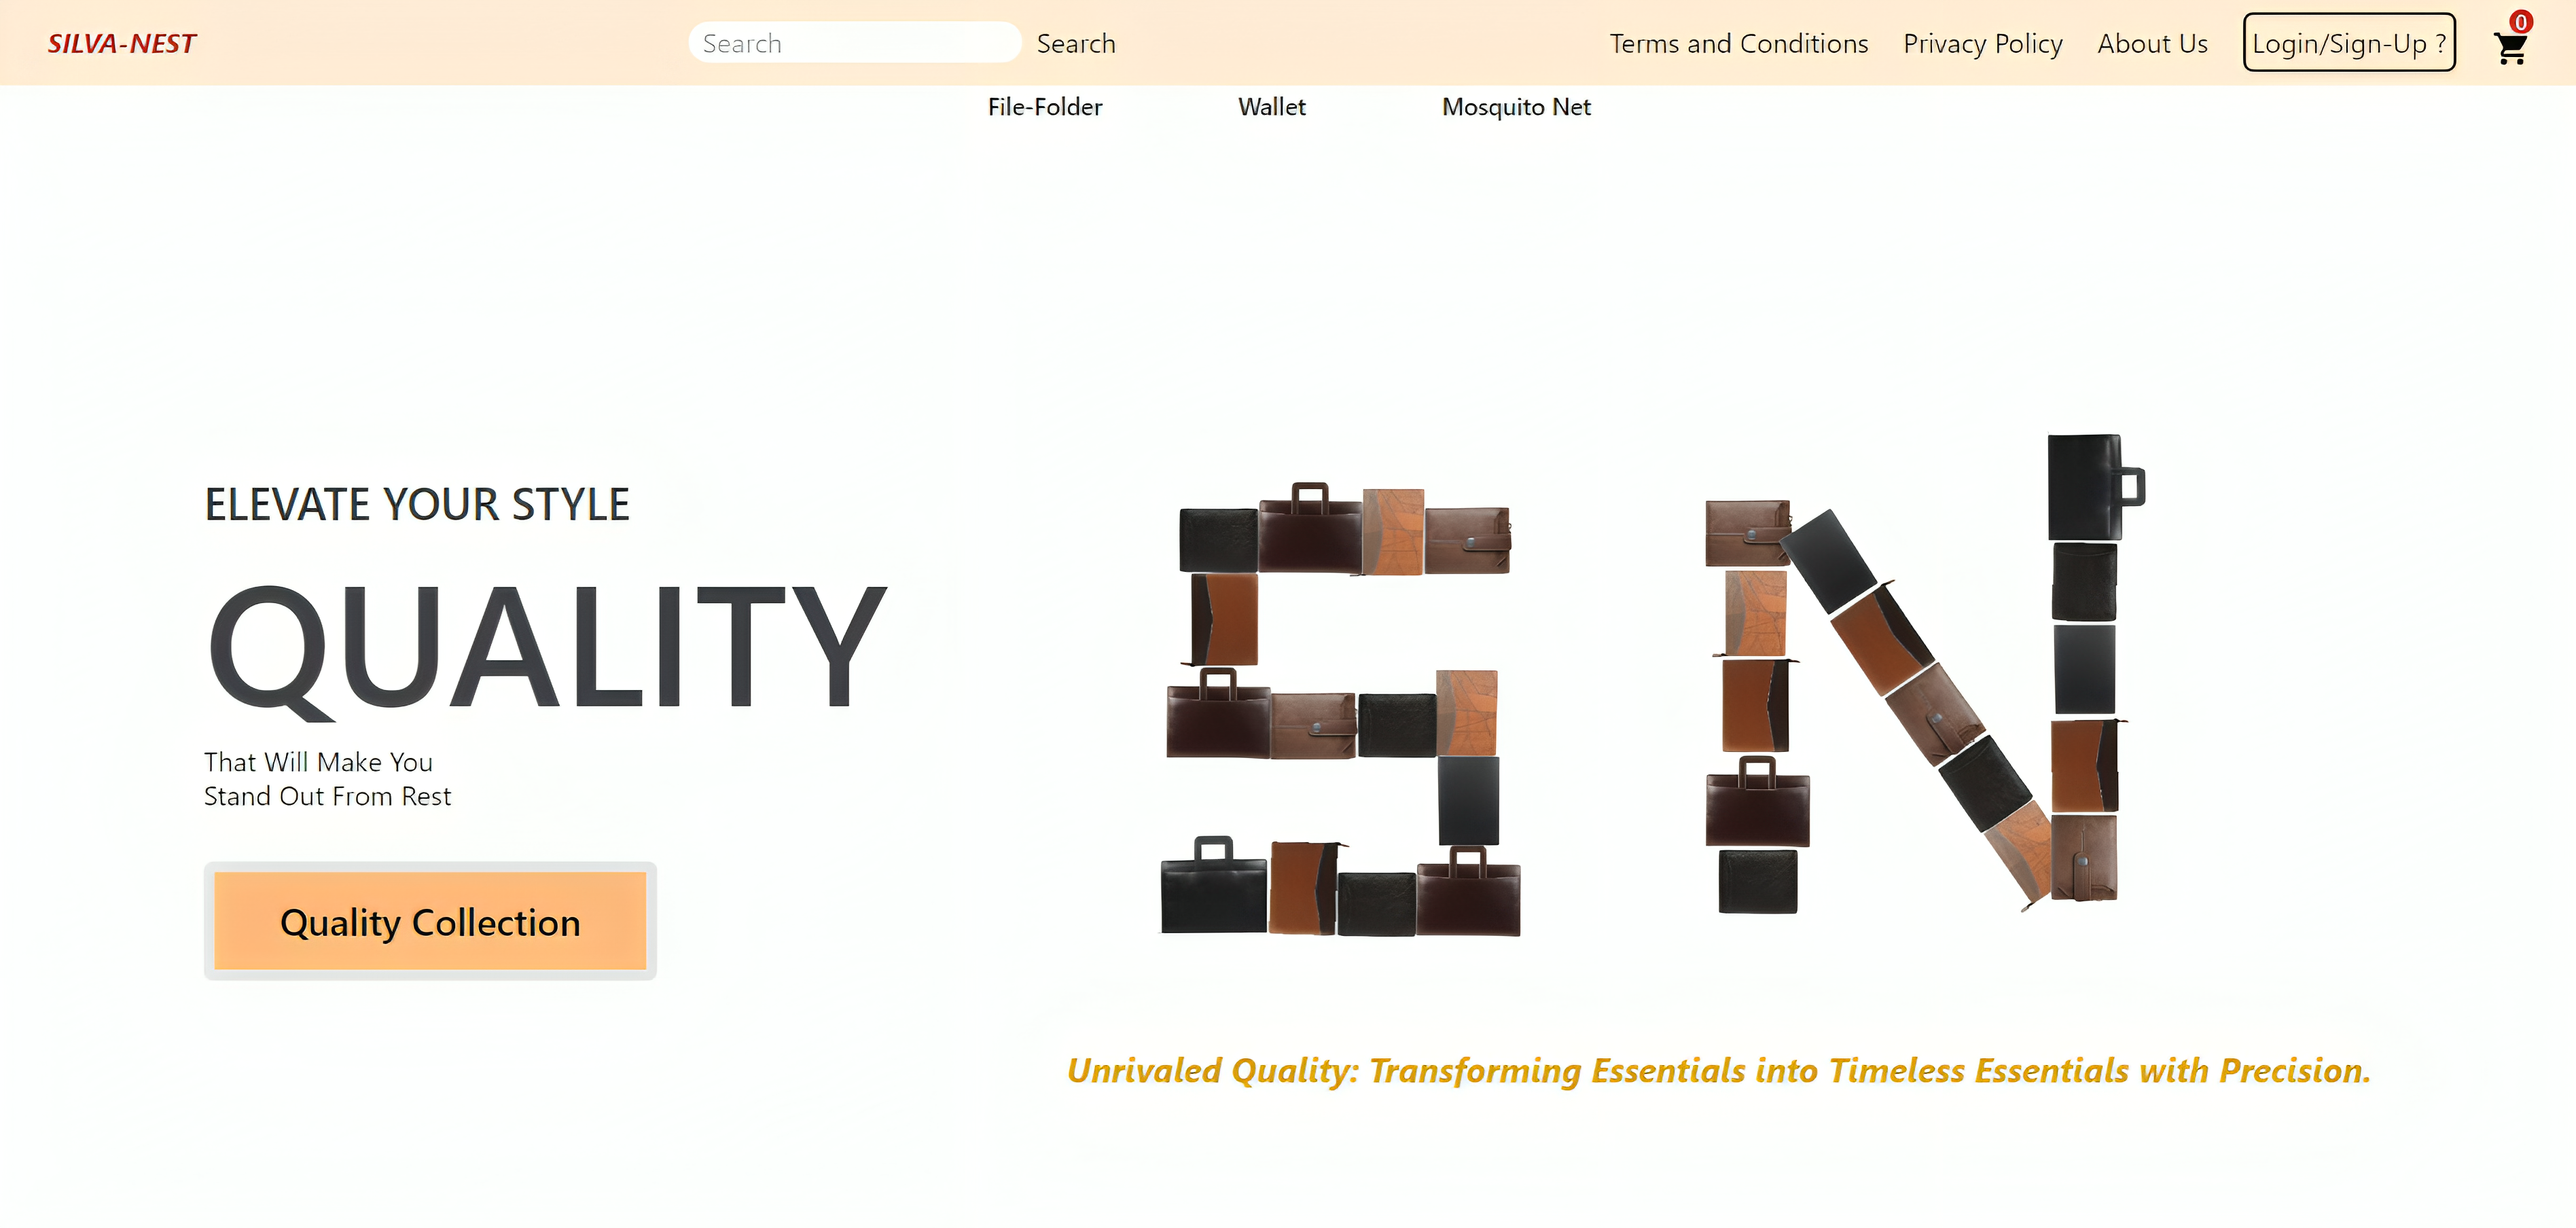 SILVA-NEST
Search Search
Terms and Conditions Privacy Policy About Us Login/Sign-Up ? 0
File-Folder Wallet Mosquito Net
ELEVATE YOUR STYLE
QUALITY
That Will Make You
Stand Out From Rest
Quality Collection
SN
Unrivaled Quality: Transforming Essentials into Timeless Essentials with Precision.